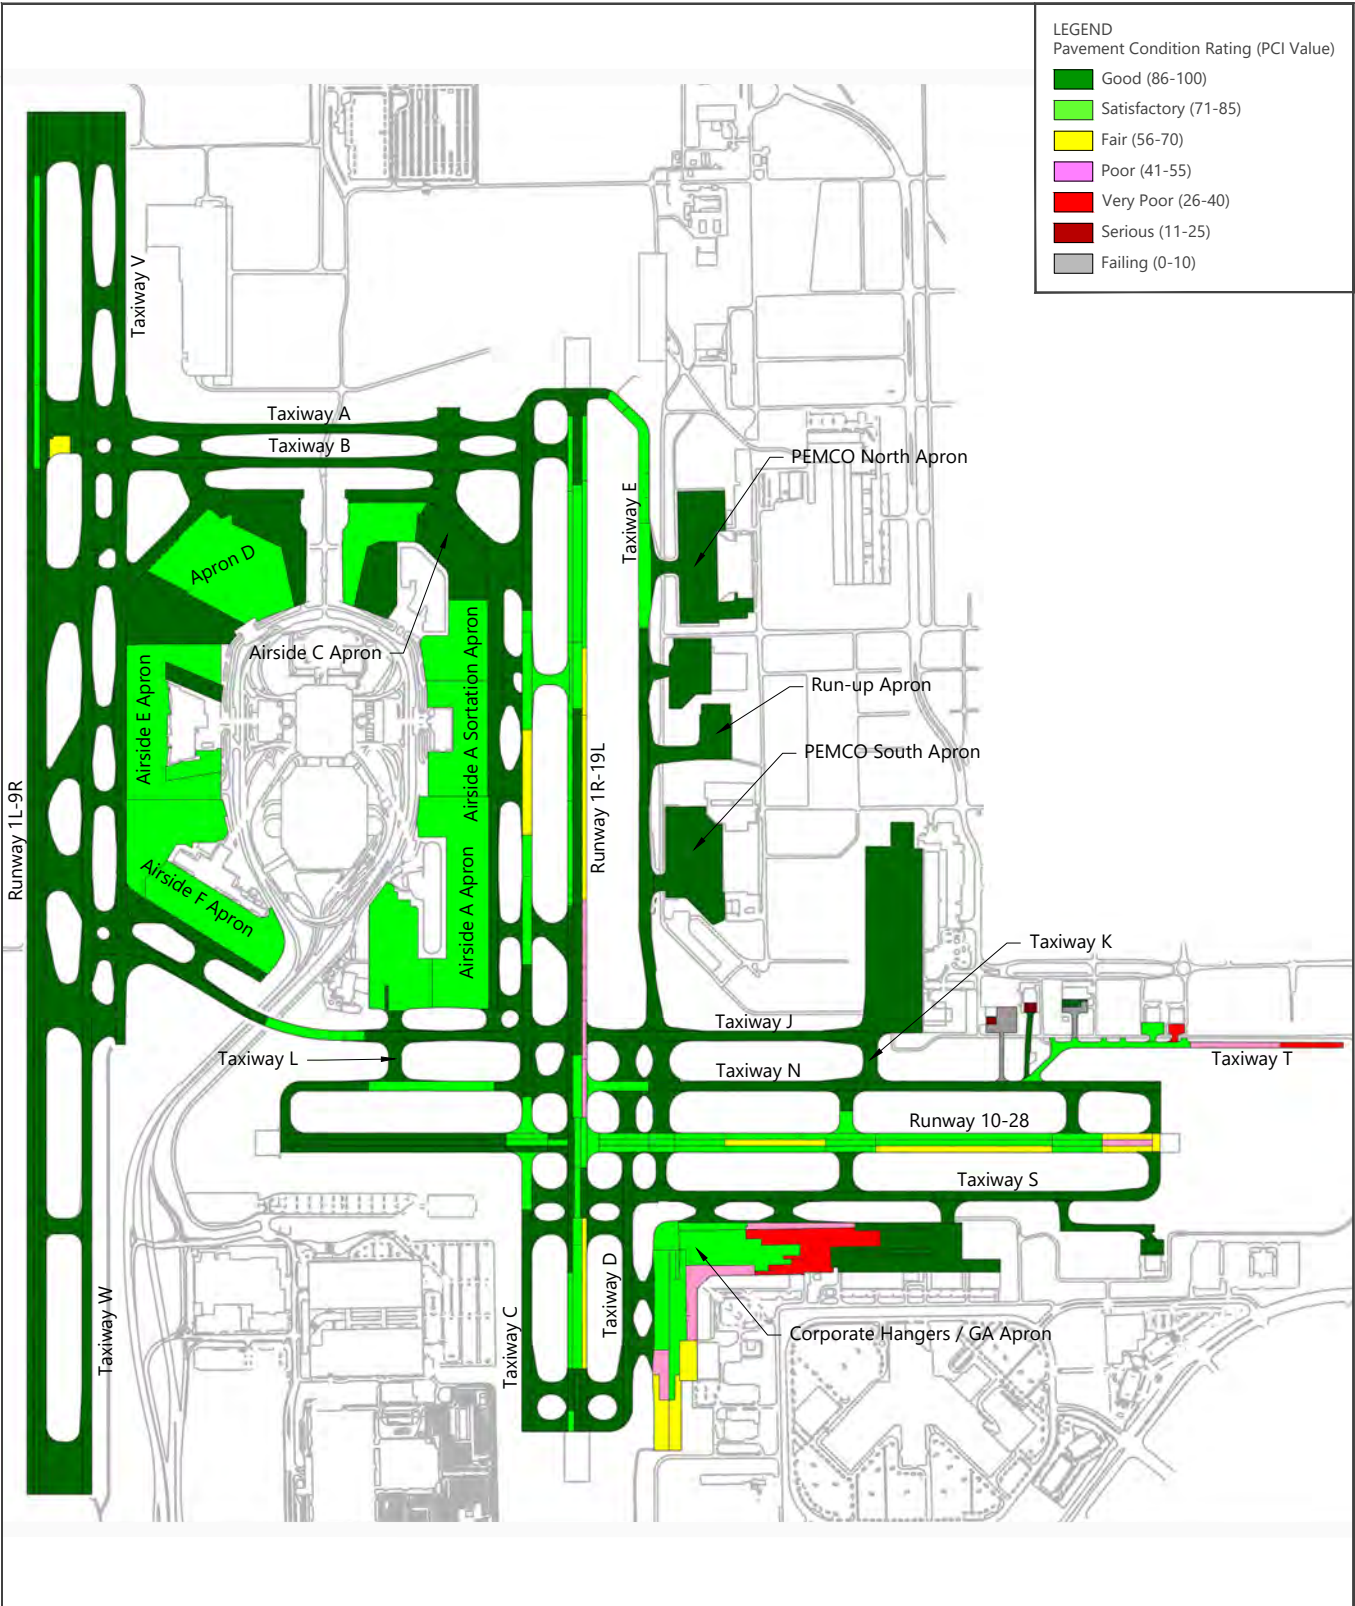 LEGEND
Pavement Condition Rating (PCI Value)
Good (86-100)
Satisfactory (71-85)
Fair (56-70)
Poor (41-55)
Very Poor (26-40)
Serious (11-25)
Failing (0-10)
Taxiway V
Taxiway A
Taxiway B
PEMCO North Apron
Taxiway E
Apron D
Airside C Apron
Airside A Sortation Apron
Airside E Apron
Run-up Apron
PEMCO South Apron
Runway 1R-19L
Runway 1L-9R
Airside F Apron
Airside A Apron
Taxiway K
Taxiway J
Taxiway L
Taxiway N
Taxiway T
Runway 10-28
Taxiway S
Taxiway D
Taxiway W
Taxiway C
Corporate Hangers / GA Apron